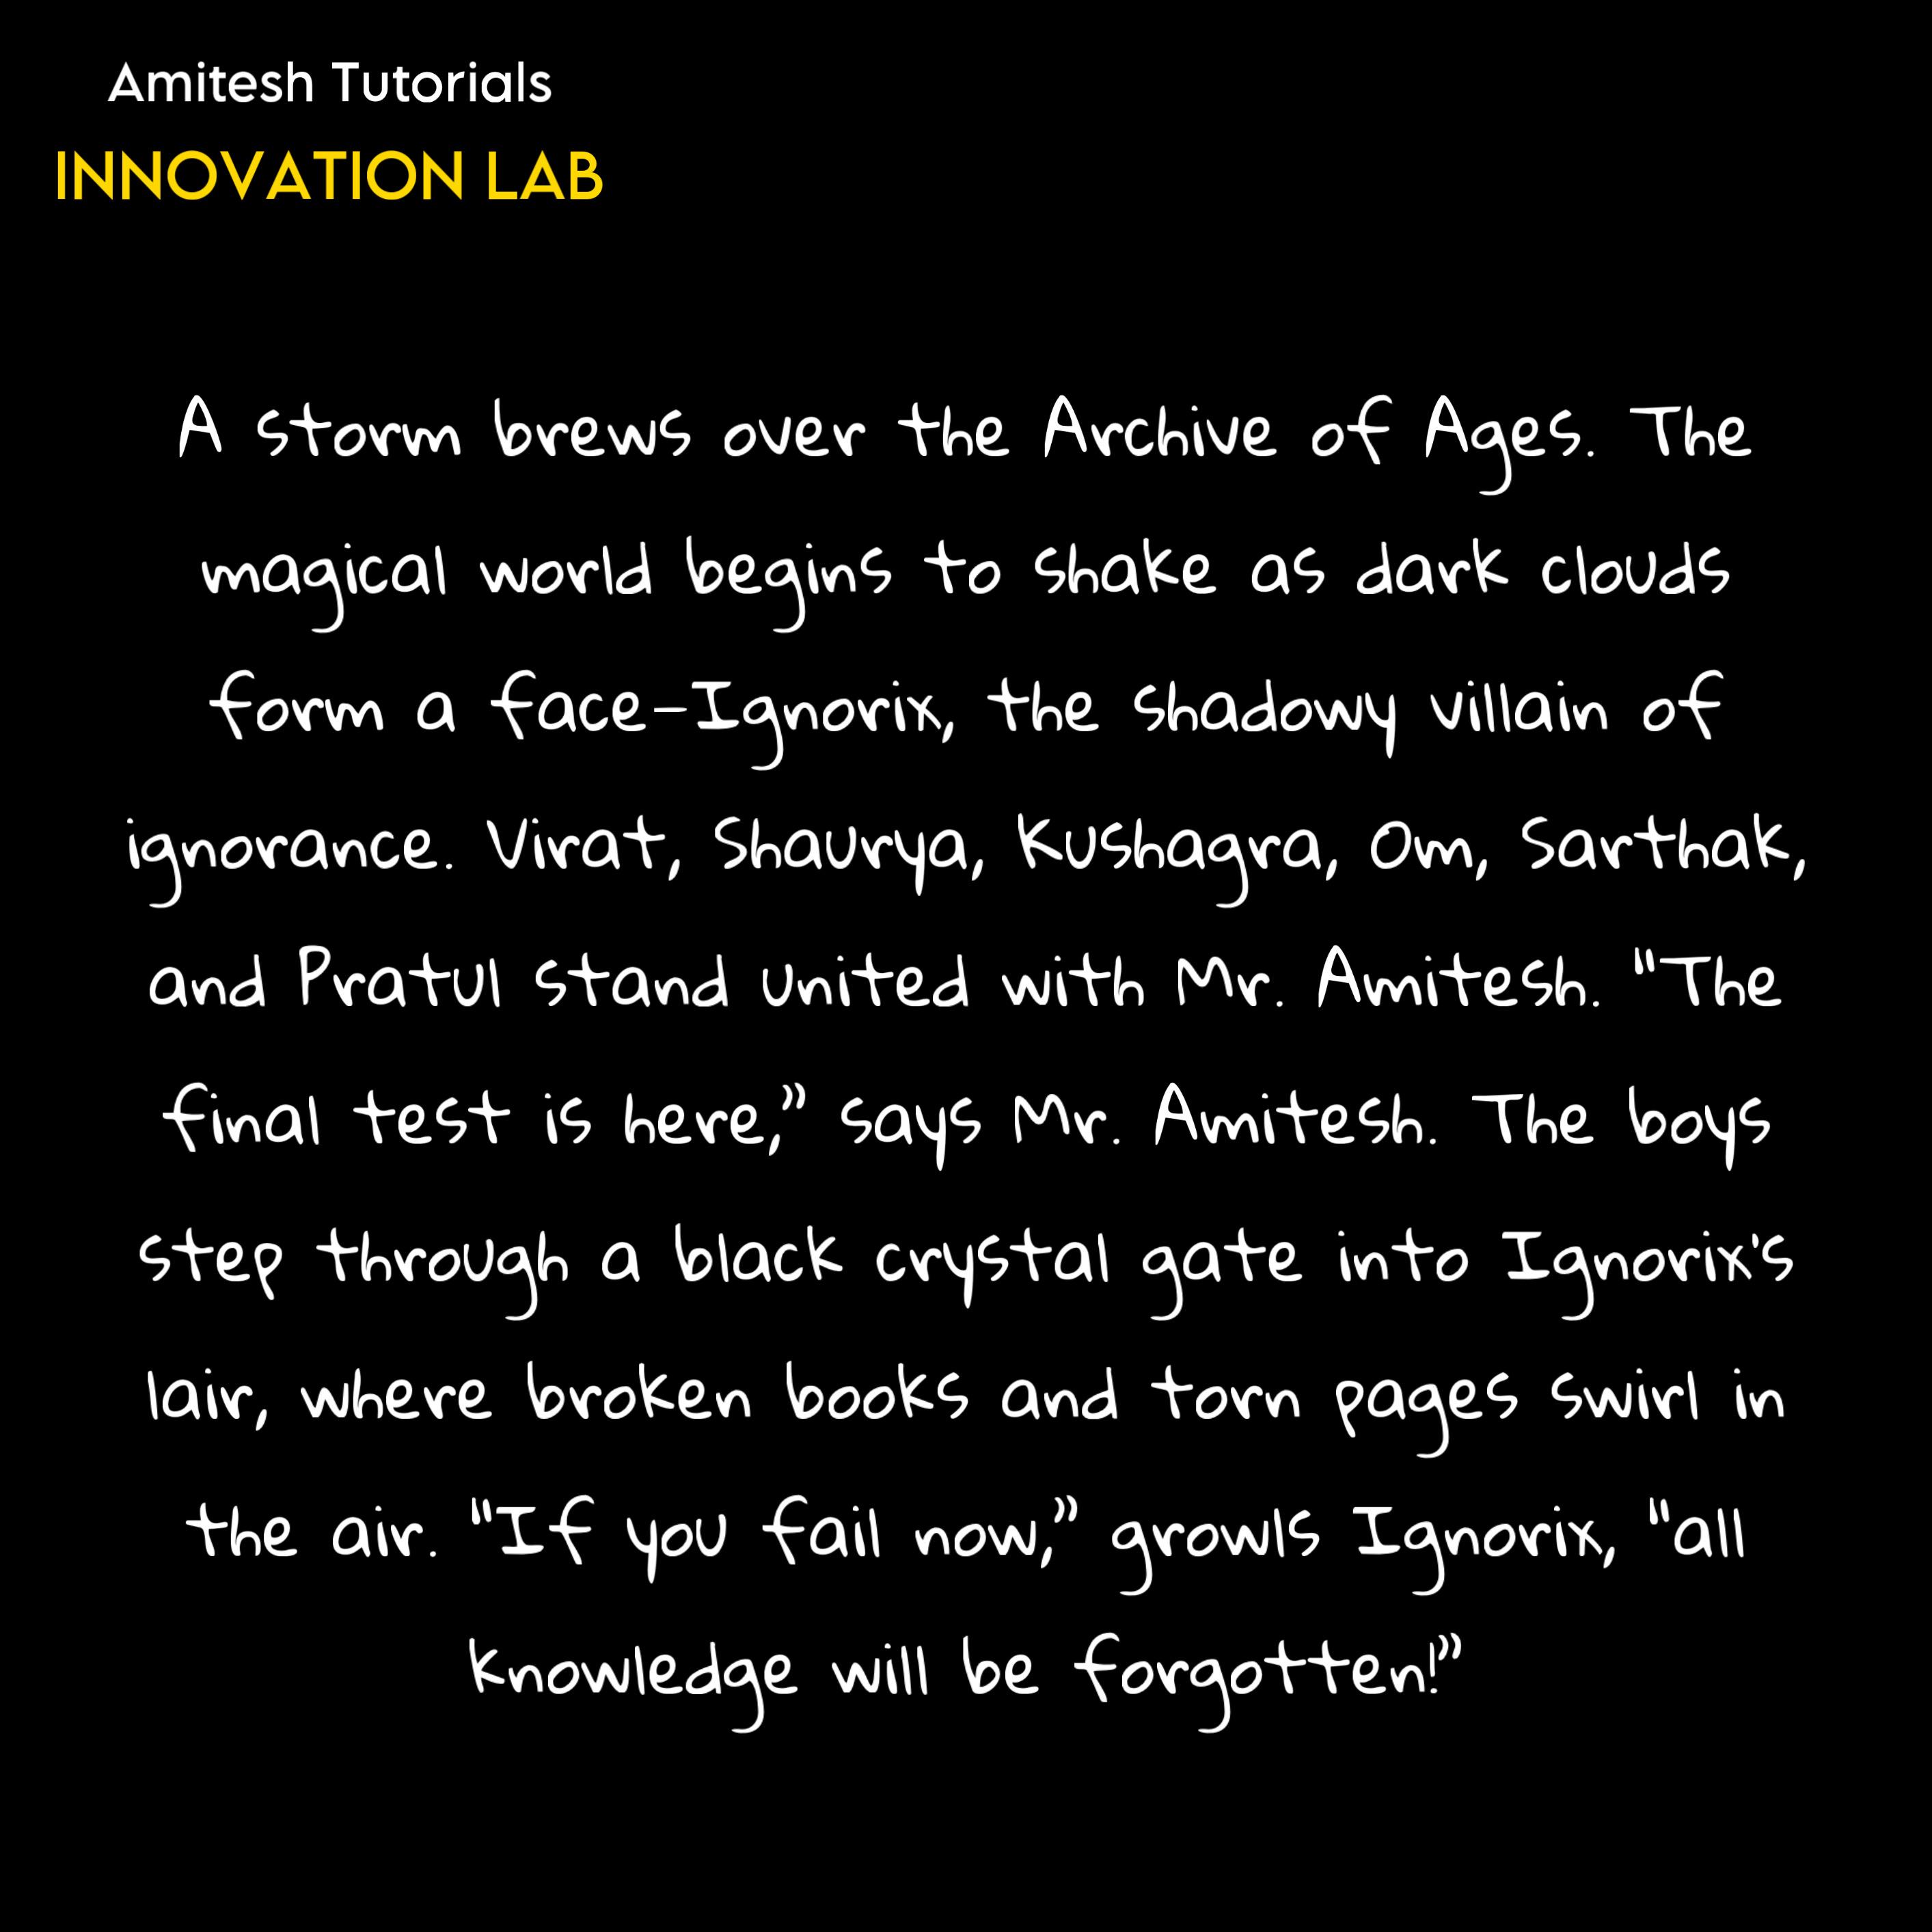 Amitesh Tutorials
INNOVATION LAB
A storm brews over the Archive of Ages. The
magical world begins to shake as dark clouds
form a face—Ignorix, the shadowy villain of
ignorance. Virat, Shaurya, Kushagra, Om, Sarthak,
and Pratul stand united with Mr. Amitesh. "The
final test is here,” says Mr. Amitesh. The boys
step through a black crystal gate into Ignorix's
lair, where broken books and torn pages swirl in
the air. "If you fail now,” growls Ignorix, "all
knowledge will be forgotten!”